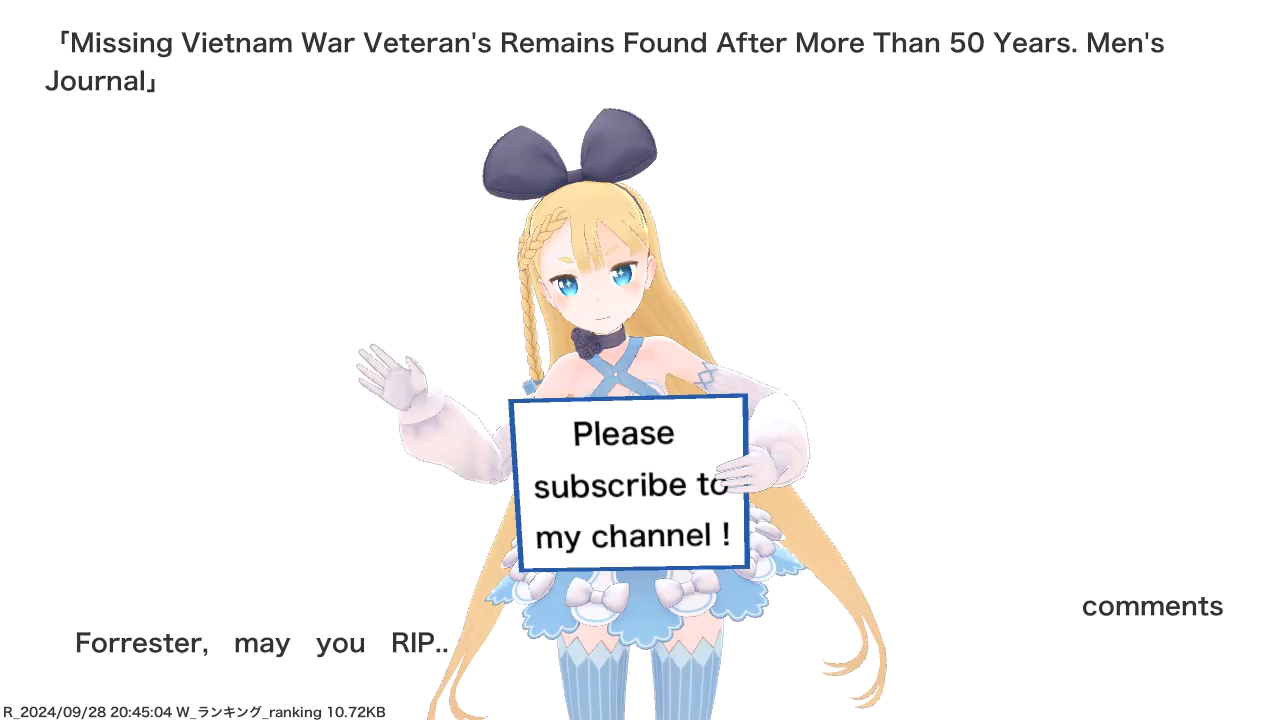 「Missing Vietnam War Veteran's Remains Found After More Than 50 Years. Men's
Journal」
Please
subscribe to
my channel !
comments
Forrester, may you RIP..
R_2024/09/28 20:45:04 W_ランキング_ranking 10.72KB